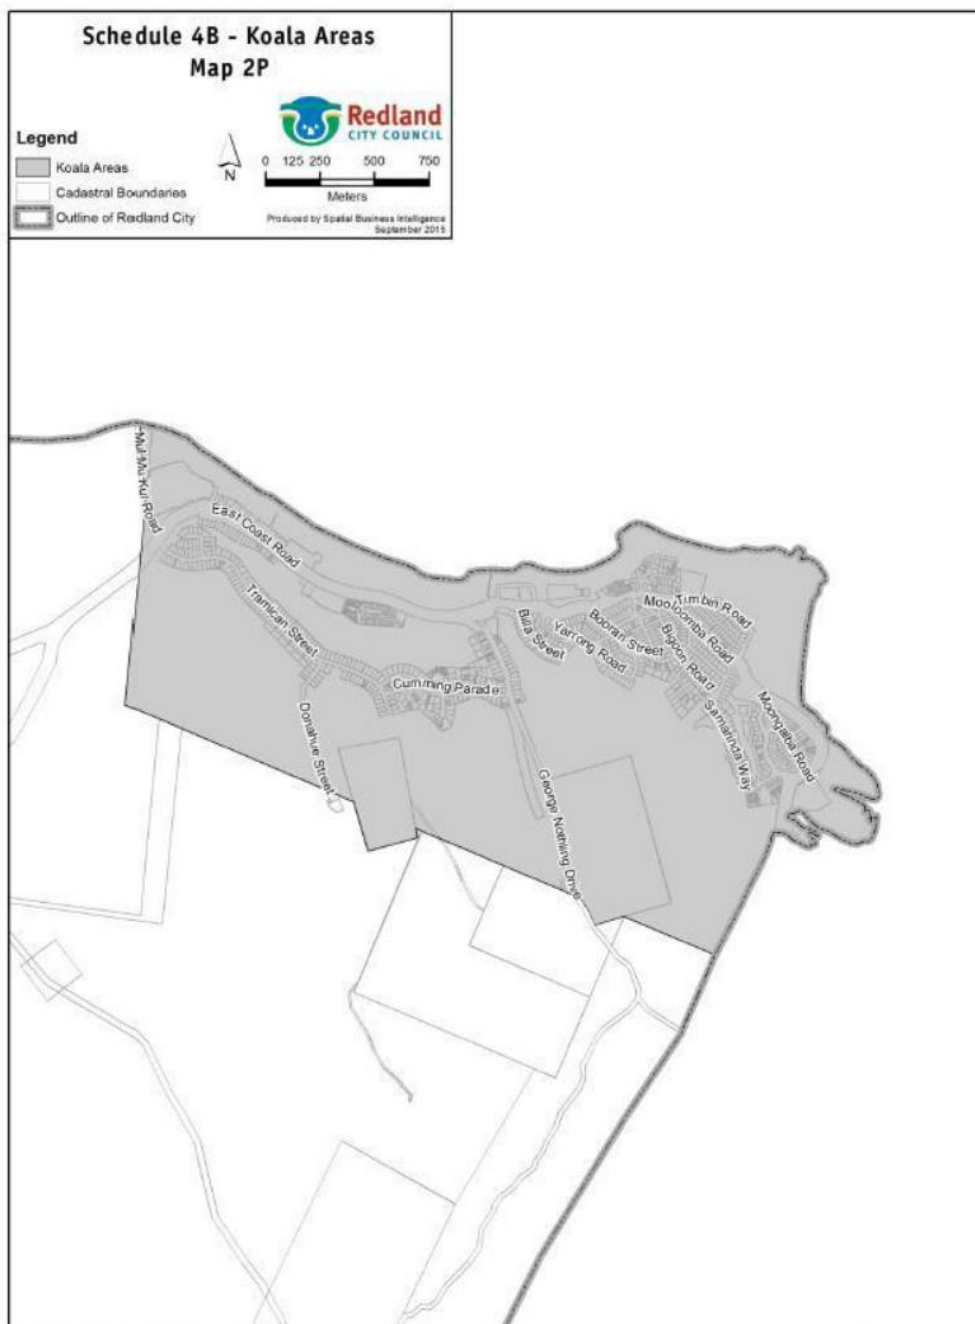 Schedule 4B - Koala Areas
Map 2P
Redland
CITY COUNCIL
Legend
Koala Areas
Cadastral Boundaries
Outline of Redland City
N
0 125 250 500 750
Meters
Produced by Spatial Business Intelligence
September 2015
Mul Mu Kul Road
East Coast Road
Tramican Street
Timbin Road
Mooloomba Road
Booran Street
Billa Street
Yarrong Road
Bigoon Road
Cumming Parade
Samarinda Way
Moongalba Road
Donahue Street
George Nothling Drive